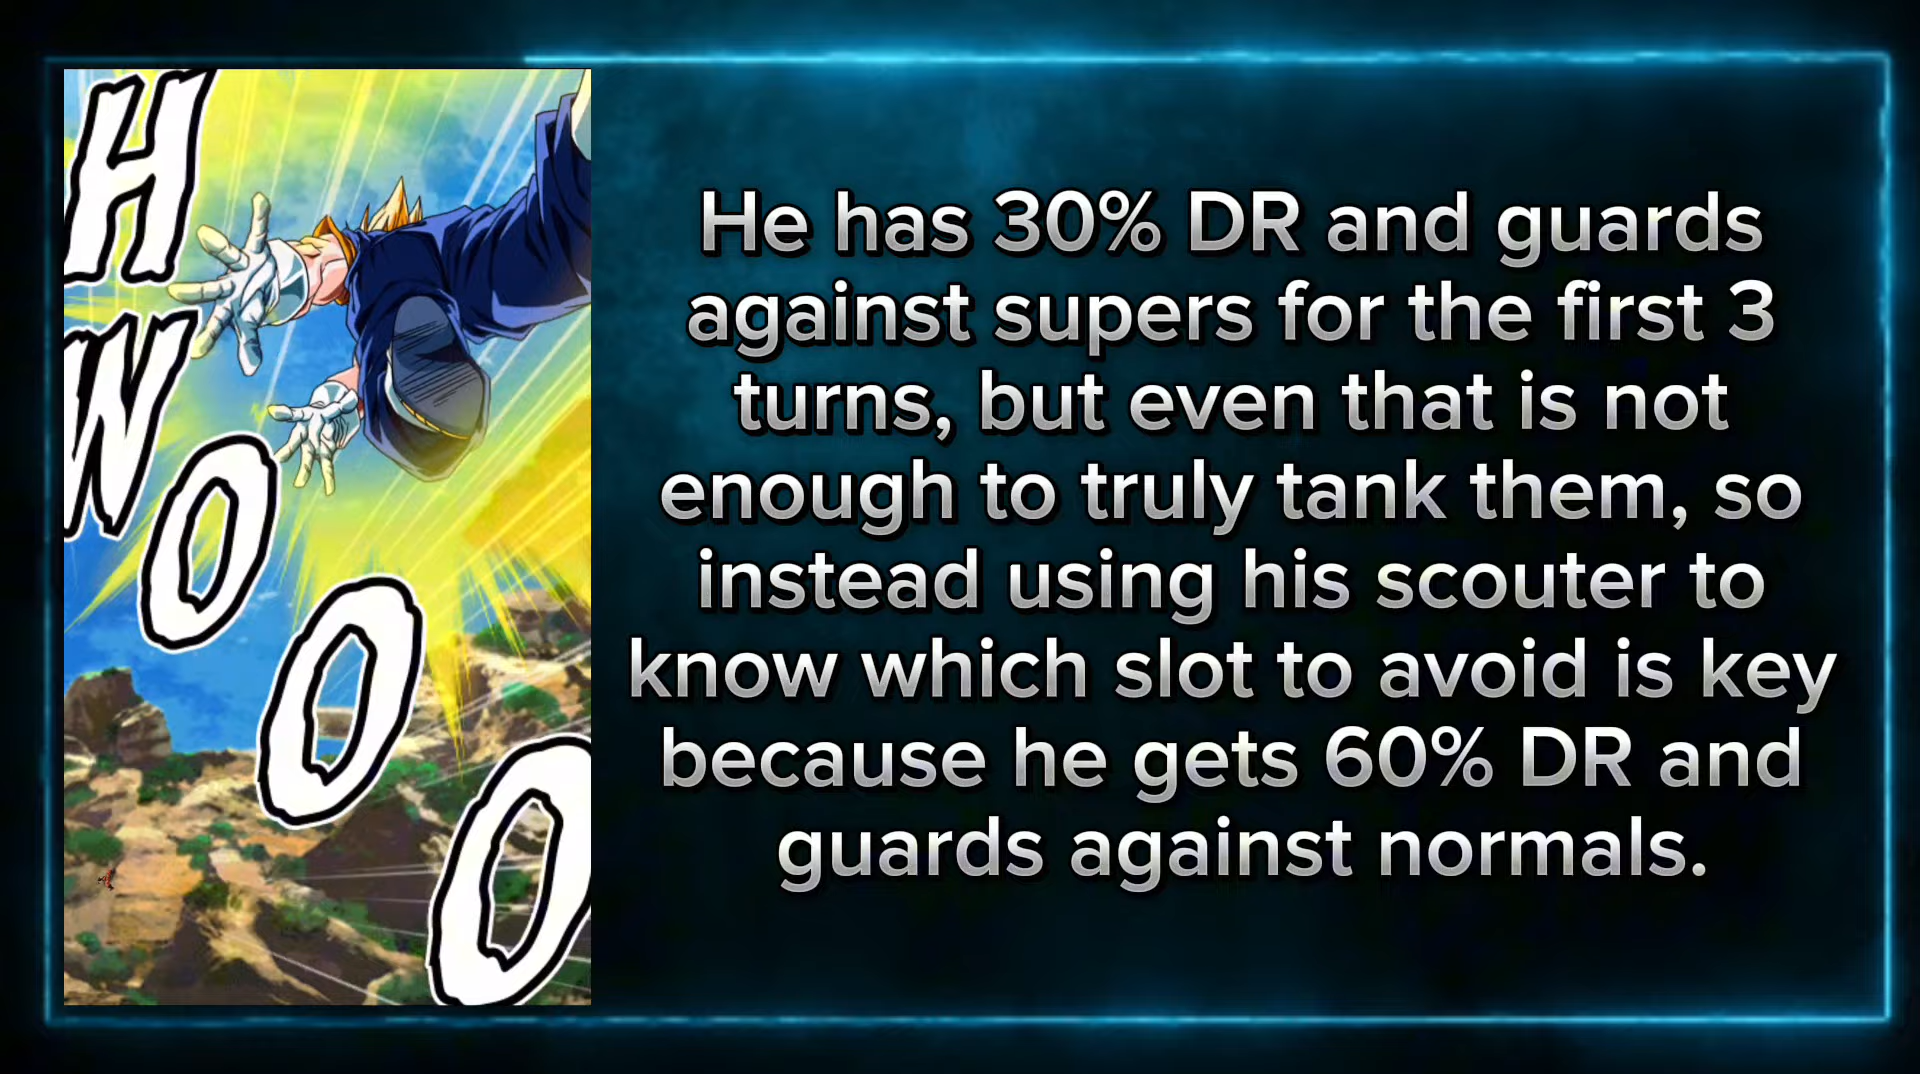 H
W
O
O
O
He has 30% DR and guards
against supers for the first 3
turns, but even that is not
enough to truly tank them, so
instead using his scouter to
know which slot to avoid is key
because he gets 60% DR and
guards against normals.